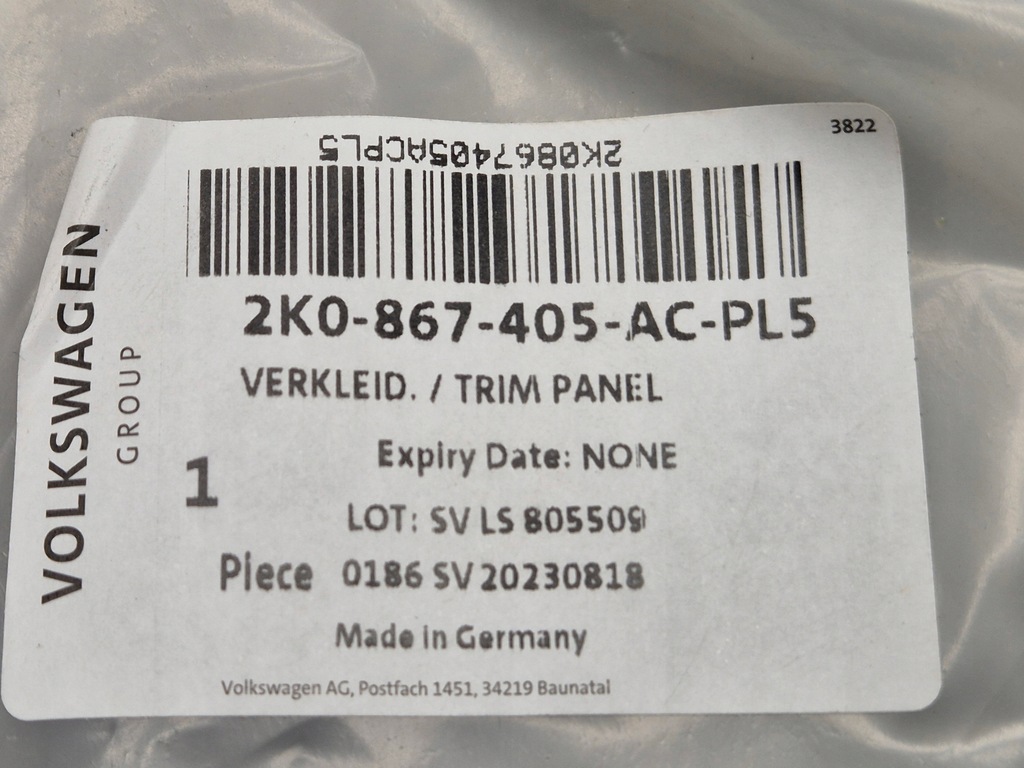 3822
2K0867405ACPL5
2K0-867-405-AC-PL5
VERKLEID. / TRIM PANEL
Expiry Date: NONE
1
LOT: SV LS 805509
Piece 0186 SV 20230818
Made in Germany
Volkswagen AG, Postfach 1451, 34219 Baunatal
VOLKSWAGEN
GROUP